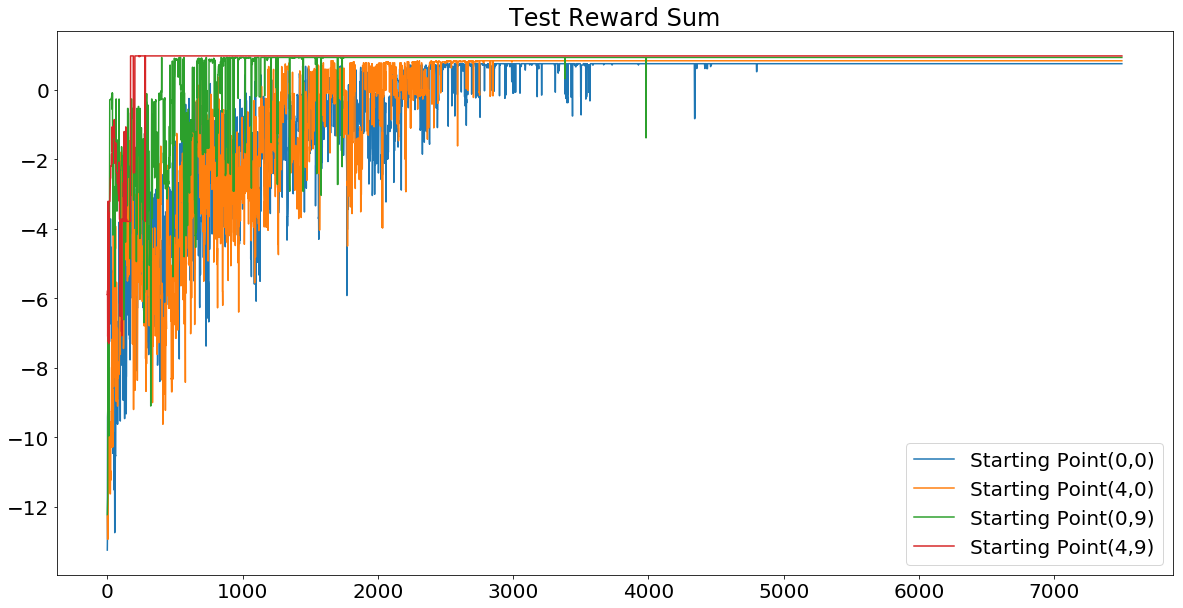 Test Reward Sum
0
−2
−4
−6
−8
−10
−12
0 1000 2000 3000 4000 5000 6000 7000
Starting Point(0,0)
Starting Point(4,0)
Starting Point(0,9)
Starting Point(4,9)